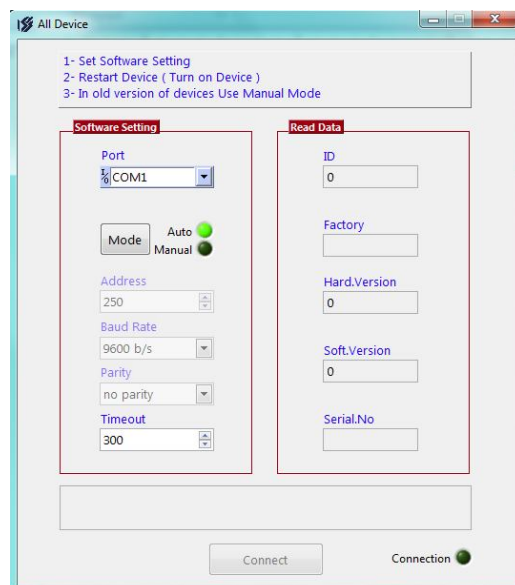 All Device
1- Set Software Setting
2- Restart Device ( Turn on Device )
3- In old version of devices Use Manual Mode
Software Setting
Port
I/O COM1
Mode
Auto
Manual
Address
250
Baud Rate
9600 b/s
Parity
no parity
Timeout
300
Read Data
ID
0
Factory
Hard.Version
0
Soft.Version
0
Serial.No
Connect
Connection